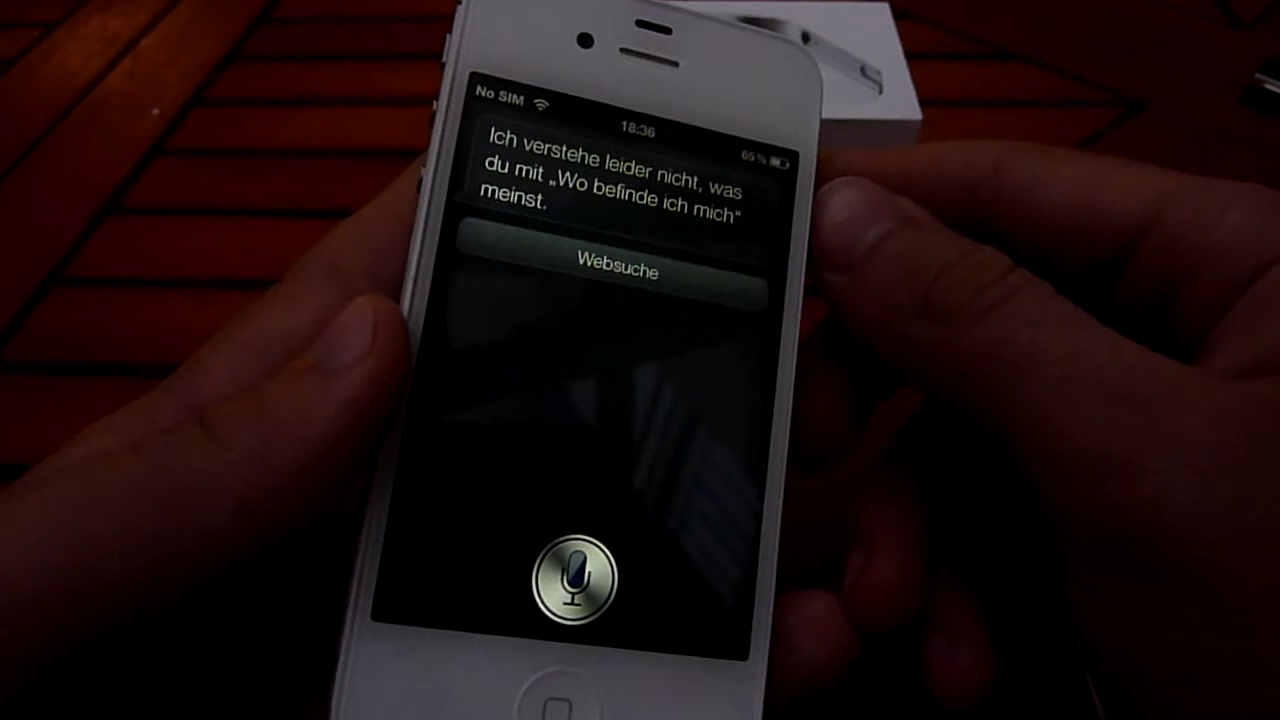 No SIM
18:36
65 %
Ich verstehe leider nicht, was
du mit „Wo befinde ich mich“
meinst.
Websuche